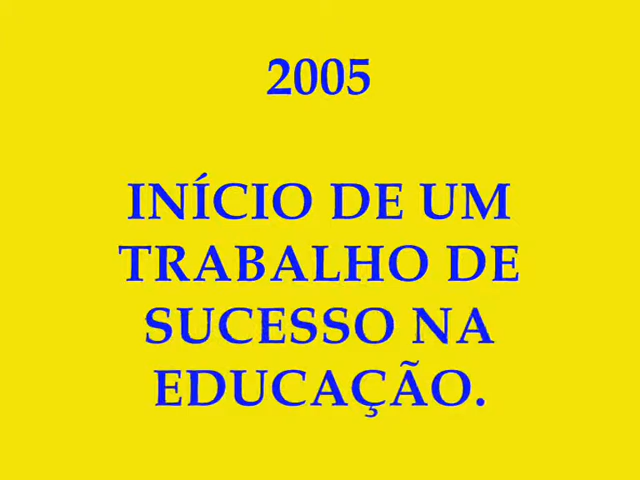 2005
INÍCIO DE UM
TRABALHO DE
SUCESSO NA
EDUCAÇÃO.